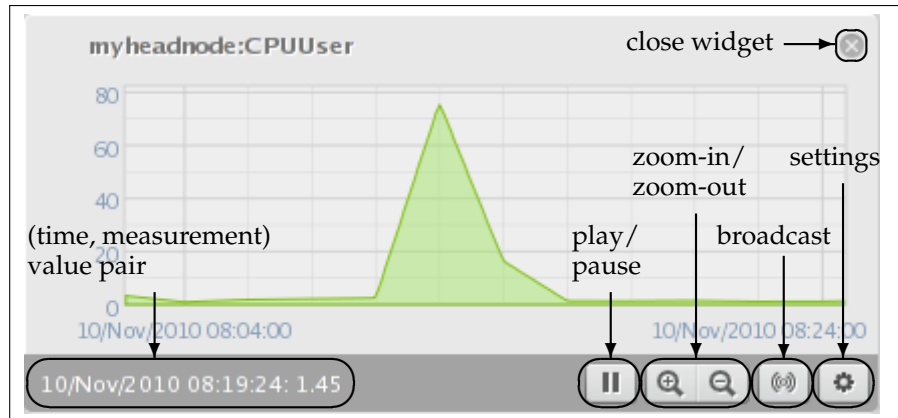 myheadnode:CPUUser
close widget
80
60
40
20
0
zoom-in/
zoom-out
settings
(time, measurement)
value pair
play/
pause
broadcast
10/Nov/2010 08:04:00
10/Nov/2010 08:24:00
10/Nov/2010 08:19:24: 1.45